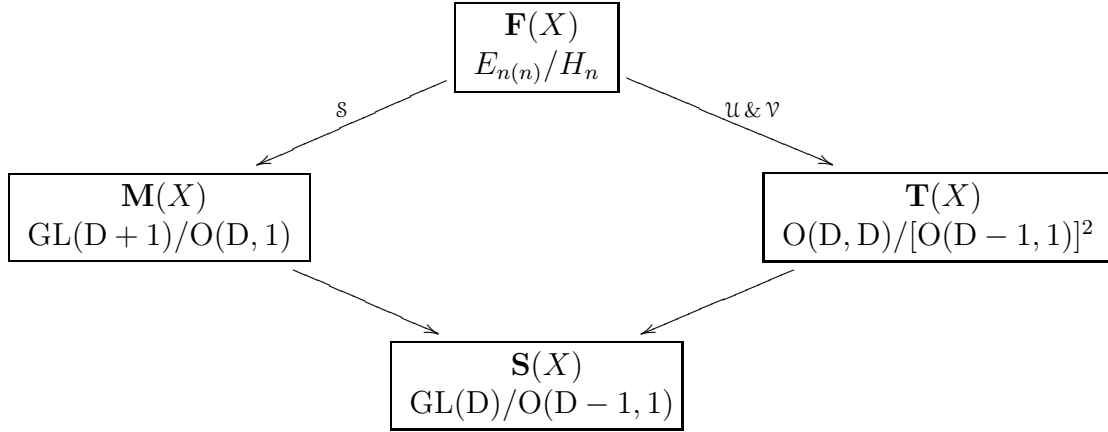 𝐅(X)
E_{n(n)}/H_n
𝒮
𝒰 & 𝒱
𝐌(X)
GL(D + 1)/O(D, 1)
𝐓(X)
O(D, D)/[O(D − 1, 1)]²
𝐒(X)
GL(D)/O(D − 1, 1)